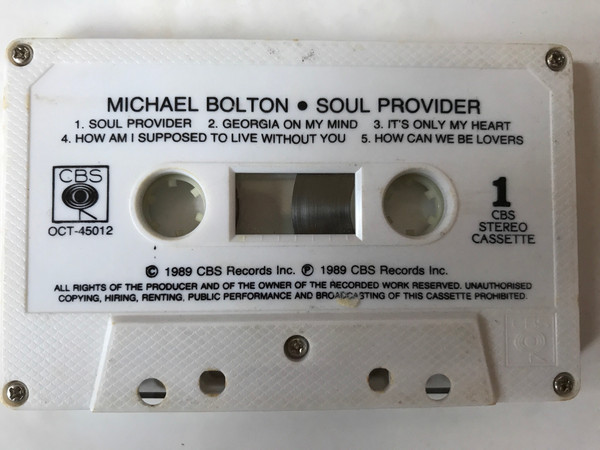 MICHAEL BOLTON • SOUL PROVIDER
1. SOUL PROVIDER 2. GEORGIA ON MY MIND 3. IT'S ONLY MY HEART
4. HOW AM I SUPPOSED TO LIVE WITHOUT YOU 5. HOW CAN WE BE LOVERS
CBS
OCT-45012
1
CBS
STEREO
CASSETTE
© 1989 CBS Records Inc. ℗ 1989 CBS Records Inc.
ALL RIGHTS OF THE PRODUCER AND OF THE OWNER OF THE RECORDED WORK RESERVED. UNAUTHORISED
COPYING, HIRING, RENTING, PUBLIC PERFORMANCE AND BROADCASTING OF THIS CASSETTE PROHIBITED.
CBS